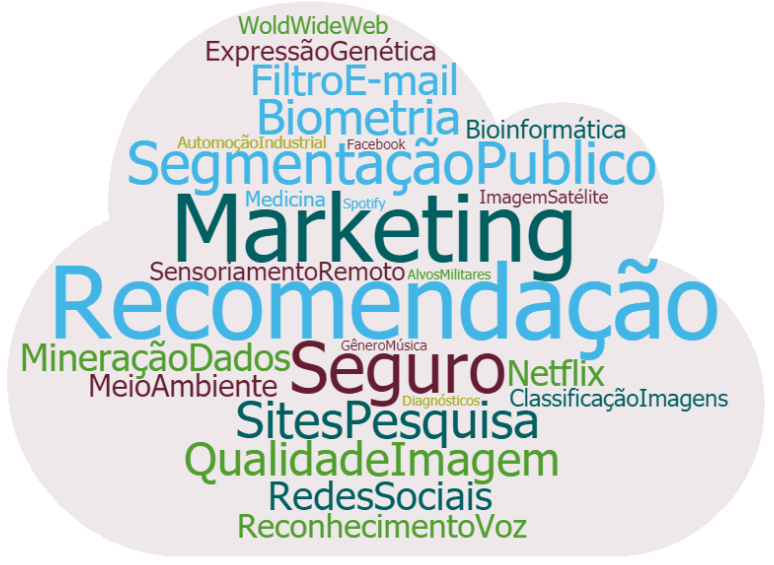 WoldWideWeb
ExpressãoGenética
FiltroE-mail
Biometria
Bioinformática
AutomoçãoIndustrial
Facebook
SegmentaçãoPublico
Medicina
Spotify
ImagemSatélite
Marketing
SensoriamentoRemoto
AlvosMilitares
Recomendação
GêneroMúsica
MineraçãoDados
Seguro
Netflix
MeioAmbiente
Diagnósticos
ClassificaçãoImagens
SitesPesquisa
QualidadeImagem
RedesSociais
ReconhecimentoVoz